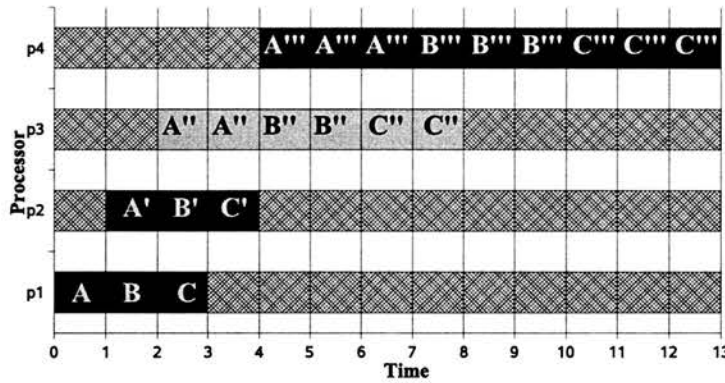 p4 A''' A''' A''' B''' B''' B''' C''' C''' C'''
p3 A'' A'' B'' B'' C'' C''
Processor
p2 A' B' C'
p1 A B C
0 1 2 3 4 5 6 7 8 9 10 11 12 13
Time